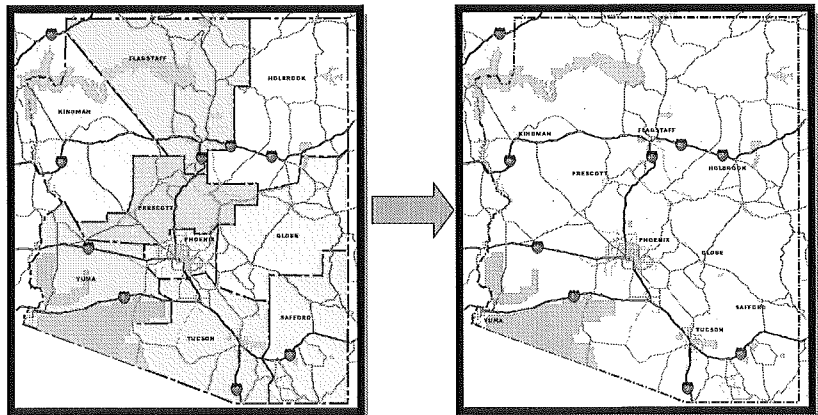 FLAGSTAFF
HOLBROOK
KINGMAN
PRESCOTT
PHOENIX
GLOBE
YUMA
SAFFORD
TUCSON
KINGMAN
FLAGSTAFF
HOLBROOK
PRESCOTT
PHOENIX
GLOBE
SAFFORD
YUMA
TUCSON